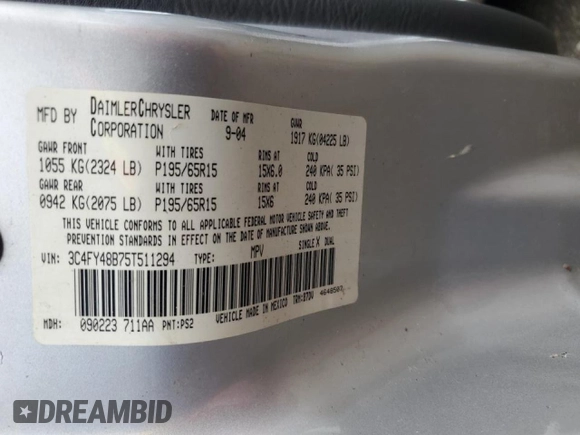 MFD BY DAIMLERCHRYSLER CORPORATION DATE OF MFR 9-04 GVWR 1917 KG(04225 LB)
GAWR FRONT WITH TIRES RIMS AT COLD
1055 KG(2324 LB) P195/65R15 15X6.0 240 KPA( 35 PSI)
GAWR REAR WITH TIRES RIMS AT COLD
0942 KG(2075 LB) P195/65R15 15X6 240 KPA( 35 PSI)
THIS VEHICLE CONFORMS TO ALL APPLICABLE FEDERAL MOTOR VEHICLE SAFETY AND THEFT
PREVENTION STANDARDS IN EFFECT ON THE DATE OF MANUFACTURE SHOWN ABOVE.
VIN: 3C4FY48B75T511294 TYPE: MPV SINGLE X DUAL
MDH: 090223 711AA PNT:PS2 VEHICLE MADE IN MEXICO
DREAMBID